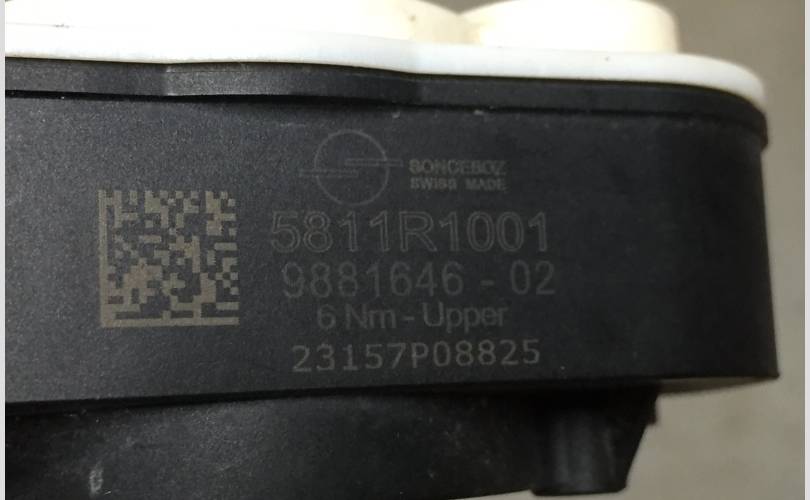 SONCEBOZ
SWISS MADE
5811R1001
9881646 - 02
6 Nm - Upper
23157P08825